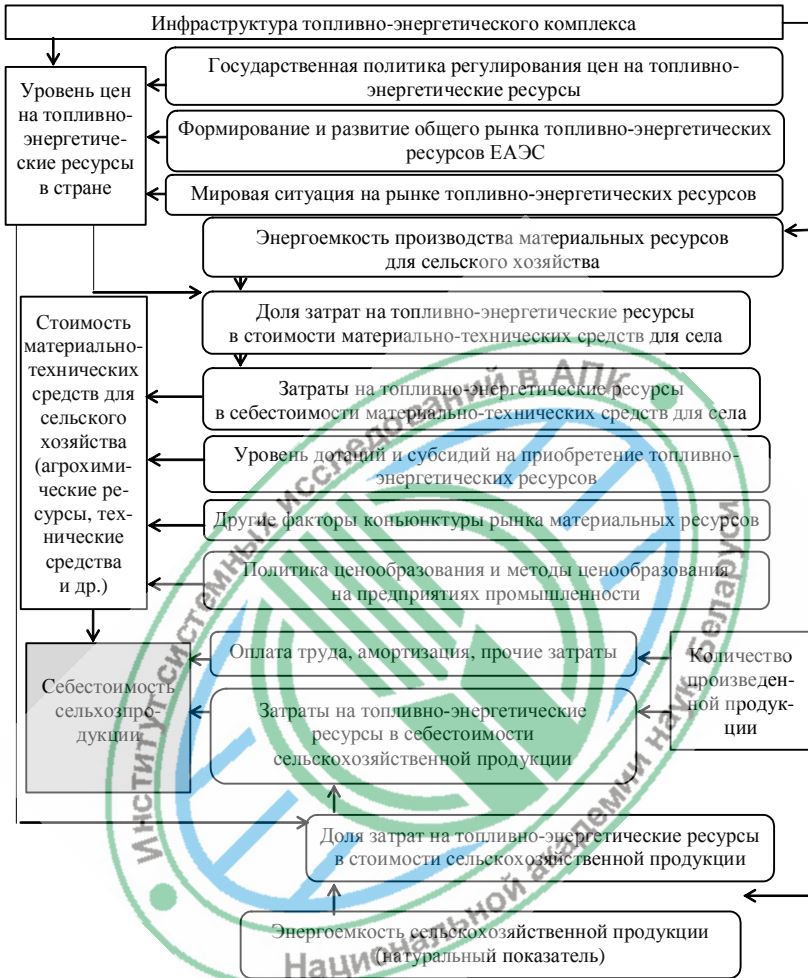 Инфраструктура топливно-энергетического комплекса
Уровень цен
на топливно-
энергетиче-
ские ресурсы
в стране
Государственная политика регулирования цен на топливно-
энергетические ресурсы
Формирование и развитие общего рынка топливно-энергетических
ресурсов ЕАЭС
Мировая ситуация на рынке топливно-энергетических ресурсов
Энергоемкость производства материальных ресурсов
для сельского хозяйства
Стоимость
материально-
технических
средств для
сельского
хозяйства
(агрохими-
ческие ре-
сурсы, тех-
нические
средства
и др.)
Доля затрат на топливно-энергетические ресурсы
в стоимости материально-технических средств для села
Затраты на топливно-энергетические ресурсы
в себестоимости материально-технических средств для села
Уровень дотаций и субсидий на приобретение топливно-
энергетических ресурсов
Другие факторы конъюнктуры рынка материальных ресурсов
Политика ценообразования и методы ценообразования
на предприятиях промышленности
Себестоимость
сельхозпро-
дукции
Оплата труда, амортизация, прочие затраты
Затраты на топливно-энергетические
ресурсы в себестоимости
сельскохозяйственной продукции
Количество
произведен-
ной продук-
ции
Доля затрат на топливно-энергетические ресурсы
в стоимости сельскохозяйственной продукции
Энергоемкость сельскохозяйственной продукции
(натуральный показатель)
Институт системных исследований в АПК
Национальной академии наук Беларуси